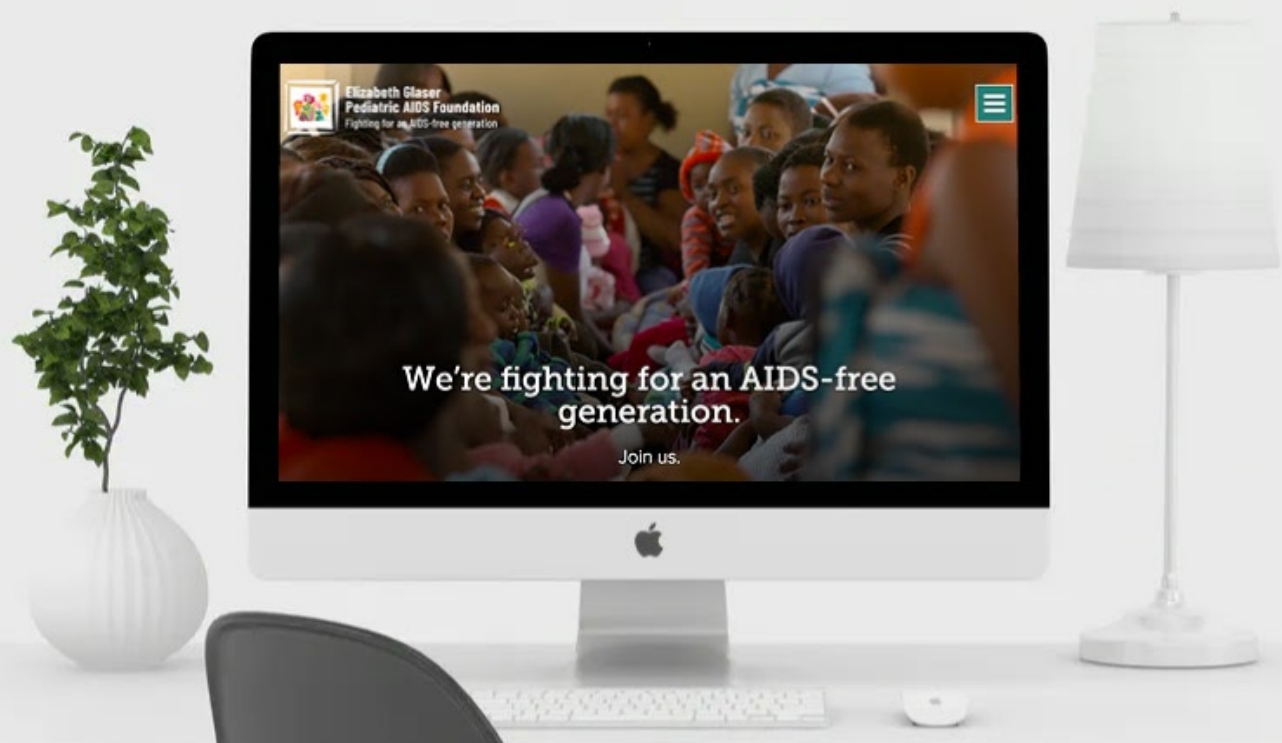 Elizabeth Glaser
Pediatric AIDS Foundation
Fighting for an AIDS-free generation
We’re fighting for an AIDS-free
generation.
Join us.